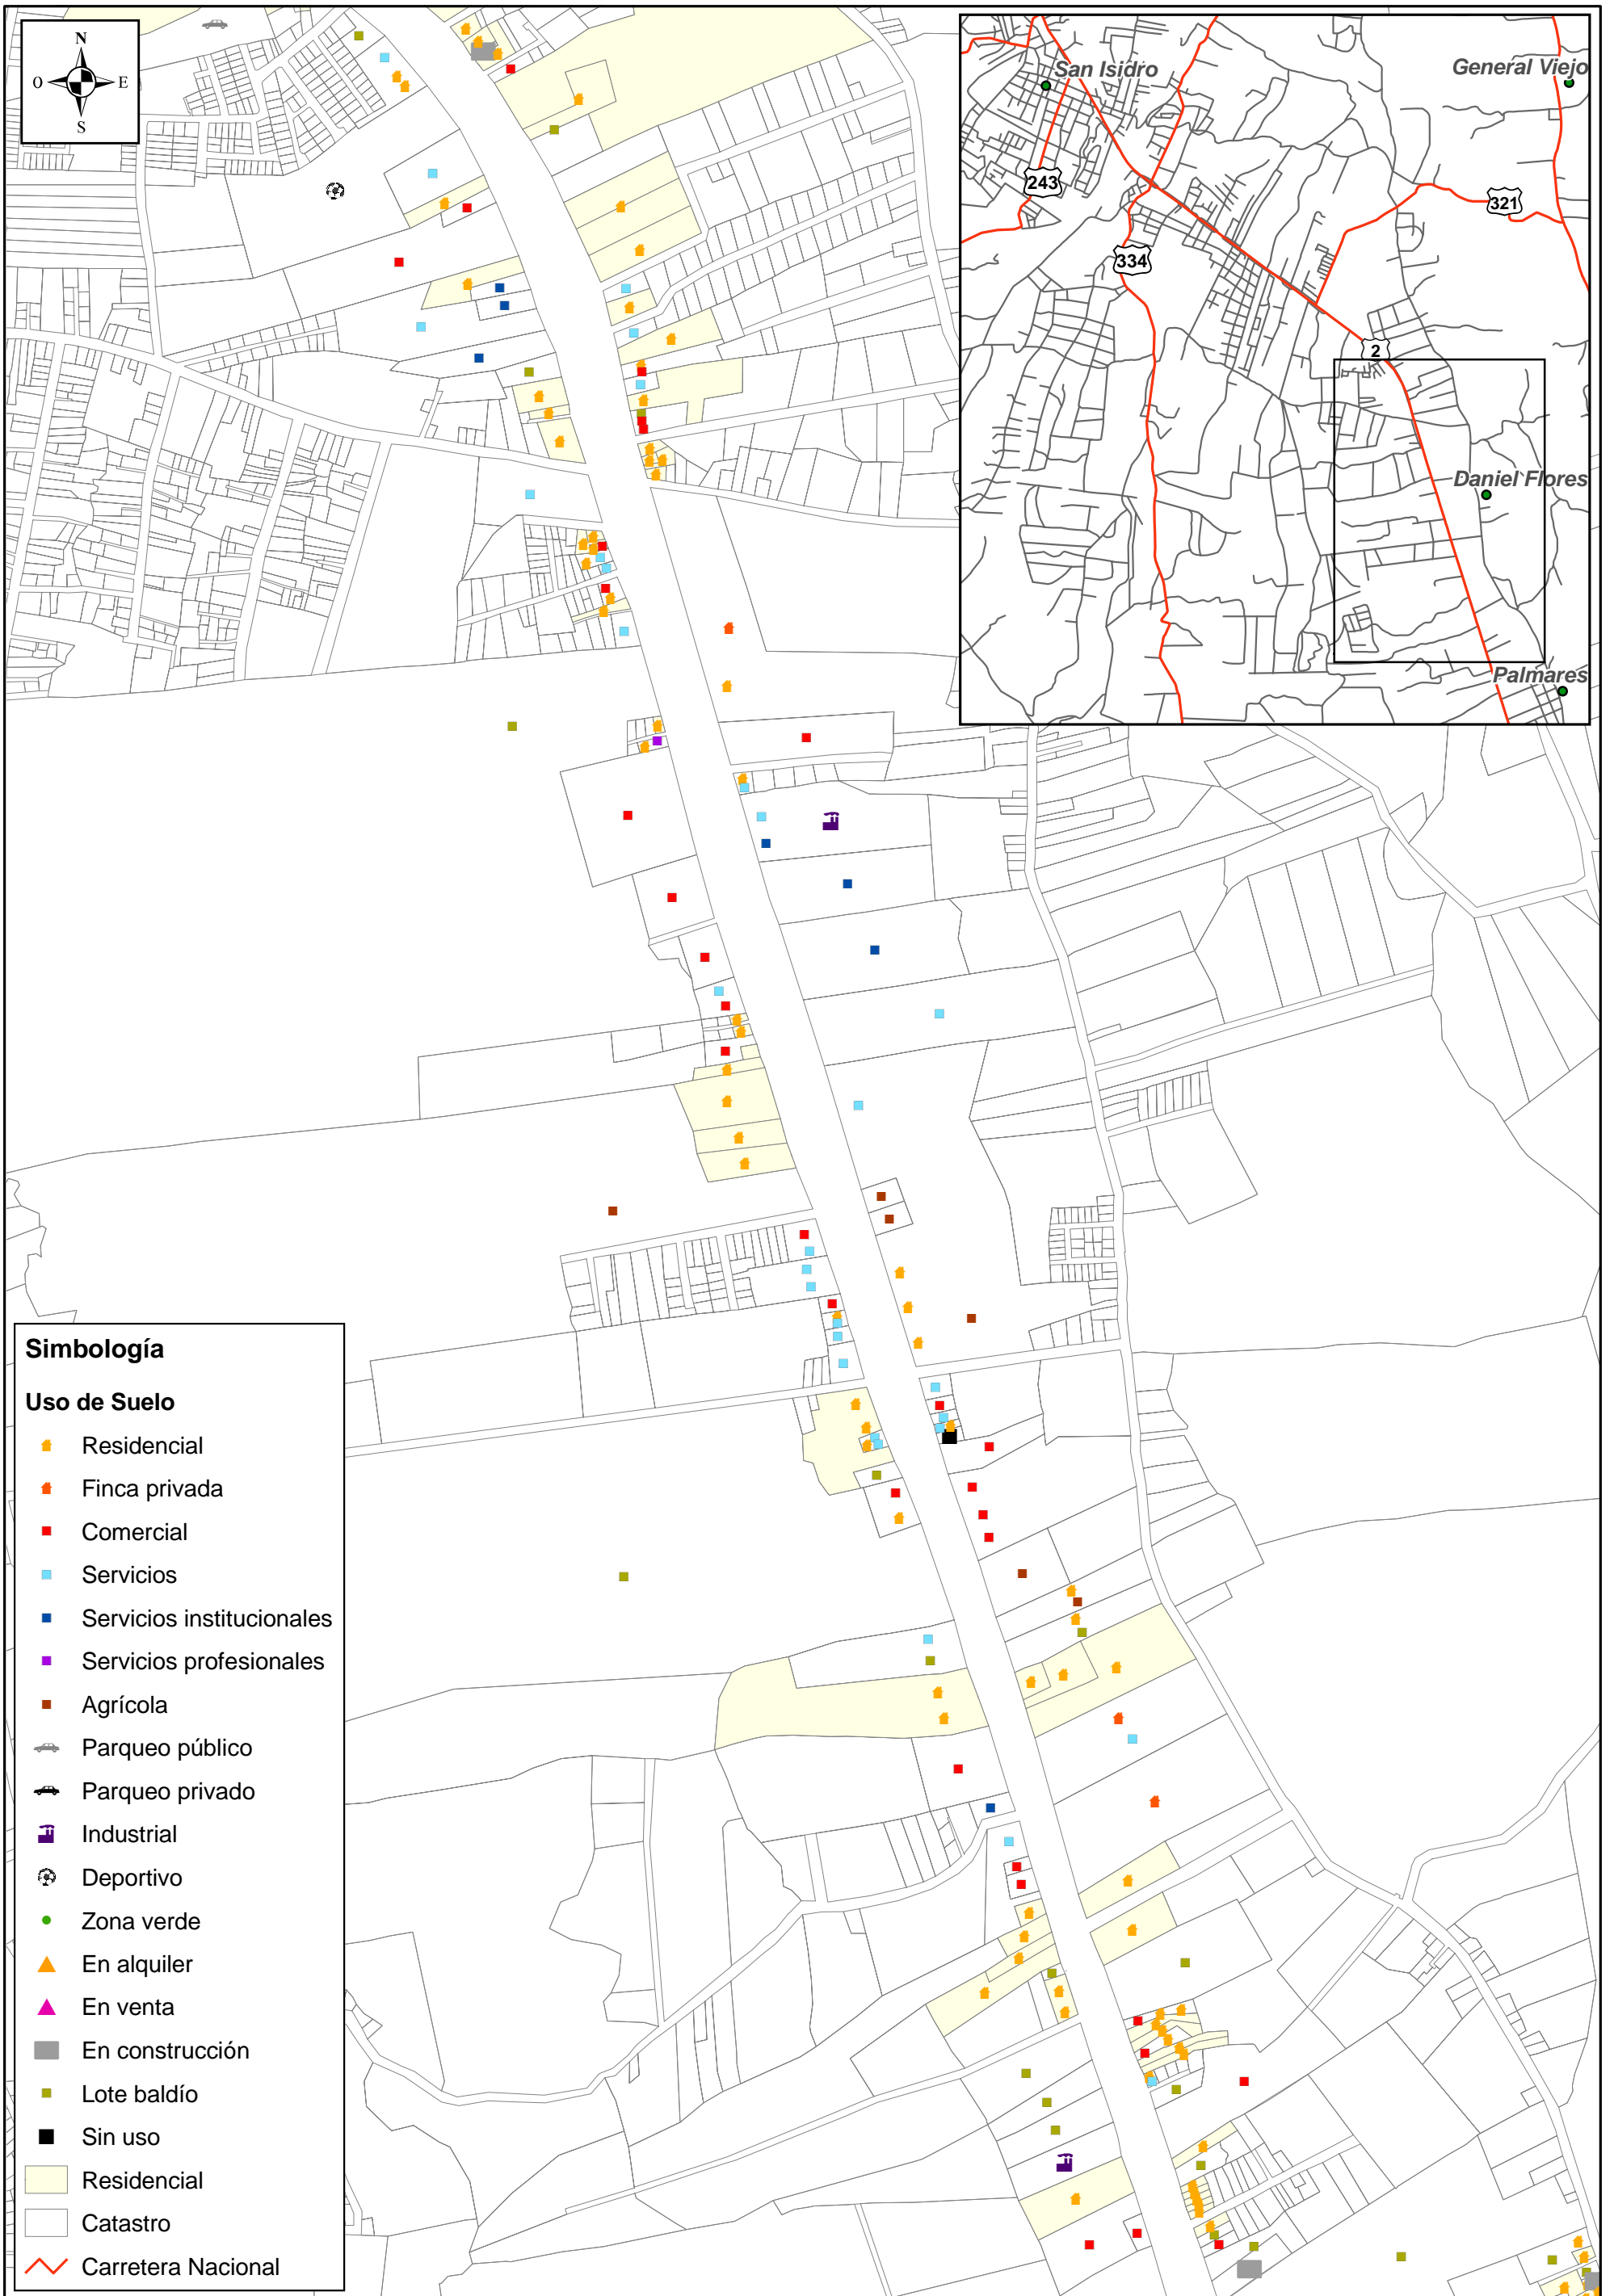 N
O E
S
San Isidro
General Viejo
243
321
334
2
Daniel Flores
Palmares
Simbología
Uso de Suelo
Residencial
Finca privada
Comercial
Servicios
Servicios institucionales
Servicios profesionales
Agrícola
Parqueo público
Parqueo privado
Industrial
Deportivo
Zona verde
En alquiler
En venta
En construcción
Lote baldío
Sin uso
Residencial
Catastro
Carretera Nacional